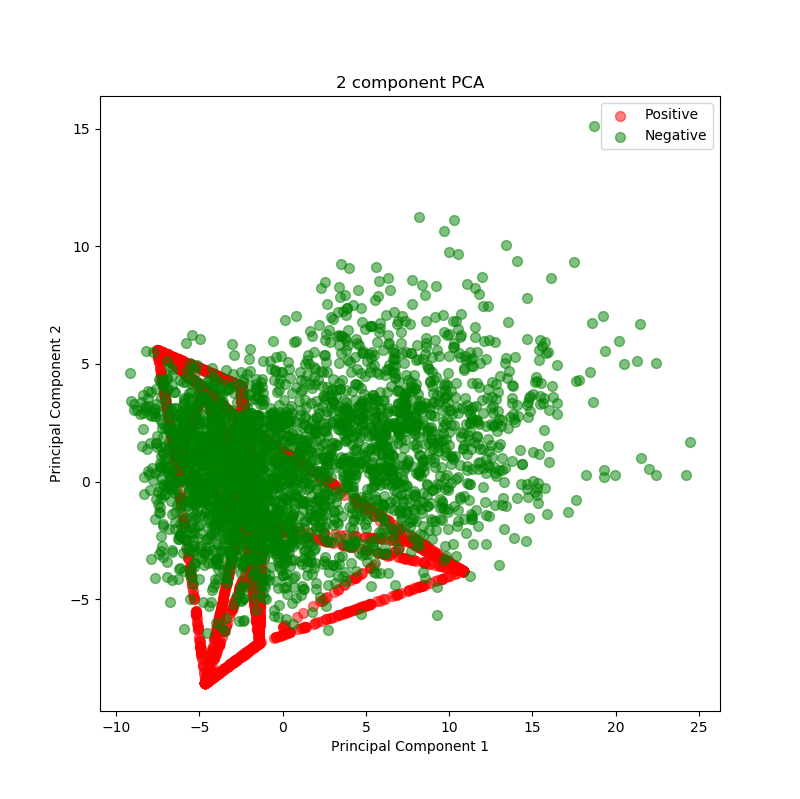 2 component PCA
Positive
Negative
15
10
5
0
−5
−10
−5
0
5
10
15
20
25
Principal Component 1
Principal Component 2